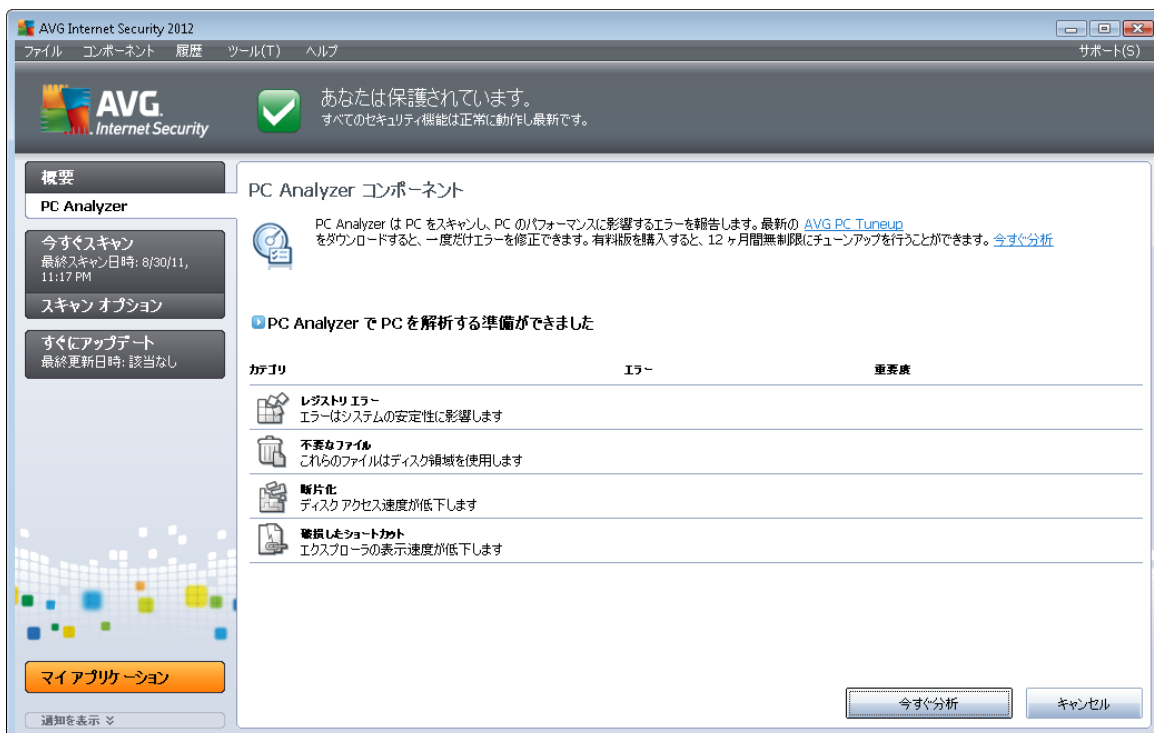 AVG Internet Security 2012
ファイル コンポーネント 履歴 ツール(T) ヘルプ サポート(S)
AVG.
Internet Security
あなたは保護されています。
すべてのセキュリティ機能は正常に動作し最新です。
概要
PC Analyzer
今すぐスキャン
最終スキャン日時: 8/30/11,
11:17 PM
スキャン オプション
すぐにアップデート
最終更新日時: 該当なし
PC Analyzer コンポーネント
PC Analyzer は PC をスキャンし、PC のパフォーマンスに影響するエラーを報告します。最新の AVG PC Tuneup
をダウンロードすると、一度だけエラーを修正できます。有料版を購入すると、12 ヶ月間無制限にチューンアップを行うことができます。今すぐ分析
PC Analyzer で PC を解析する準備ができました
カテゴリ エラー 重要度
レジストリ エラー
エラーはシステムの安定性に影響します
不要なファイル
これらのファイルはディスク領域を使用します
断片化
ディスク アクセス速度が低下します
破損したショートカット
エクスプローラの表示速度が低下します
マイ アプリケーション
通知を表示
今すぐ分析 キャンセル